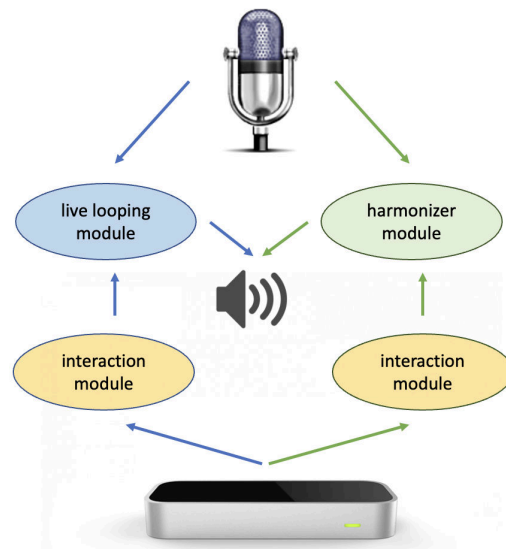 live looping
module
harmonizer
module
interaction
module
interaction
module